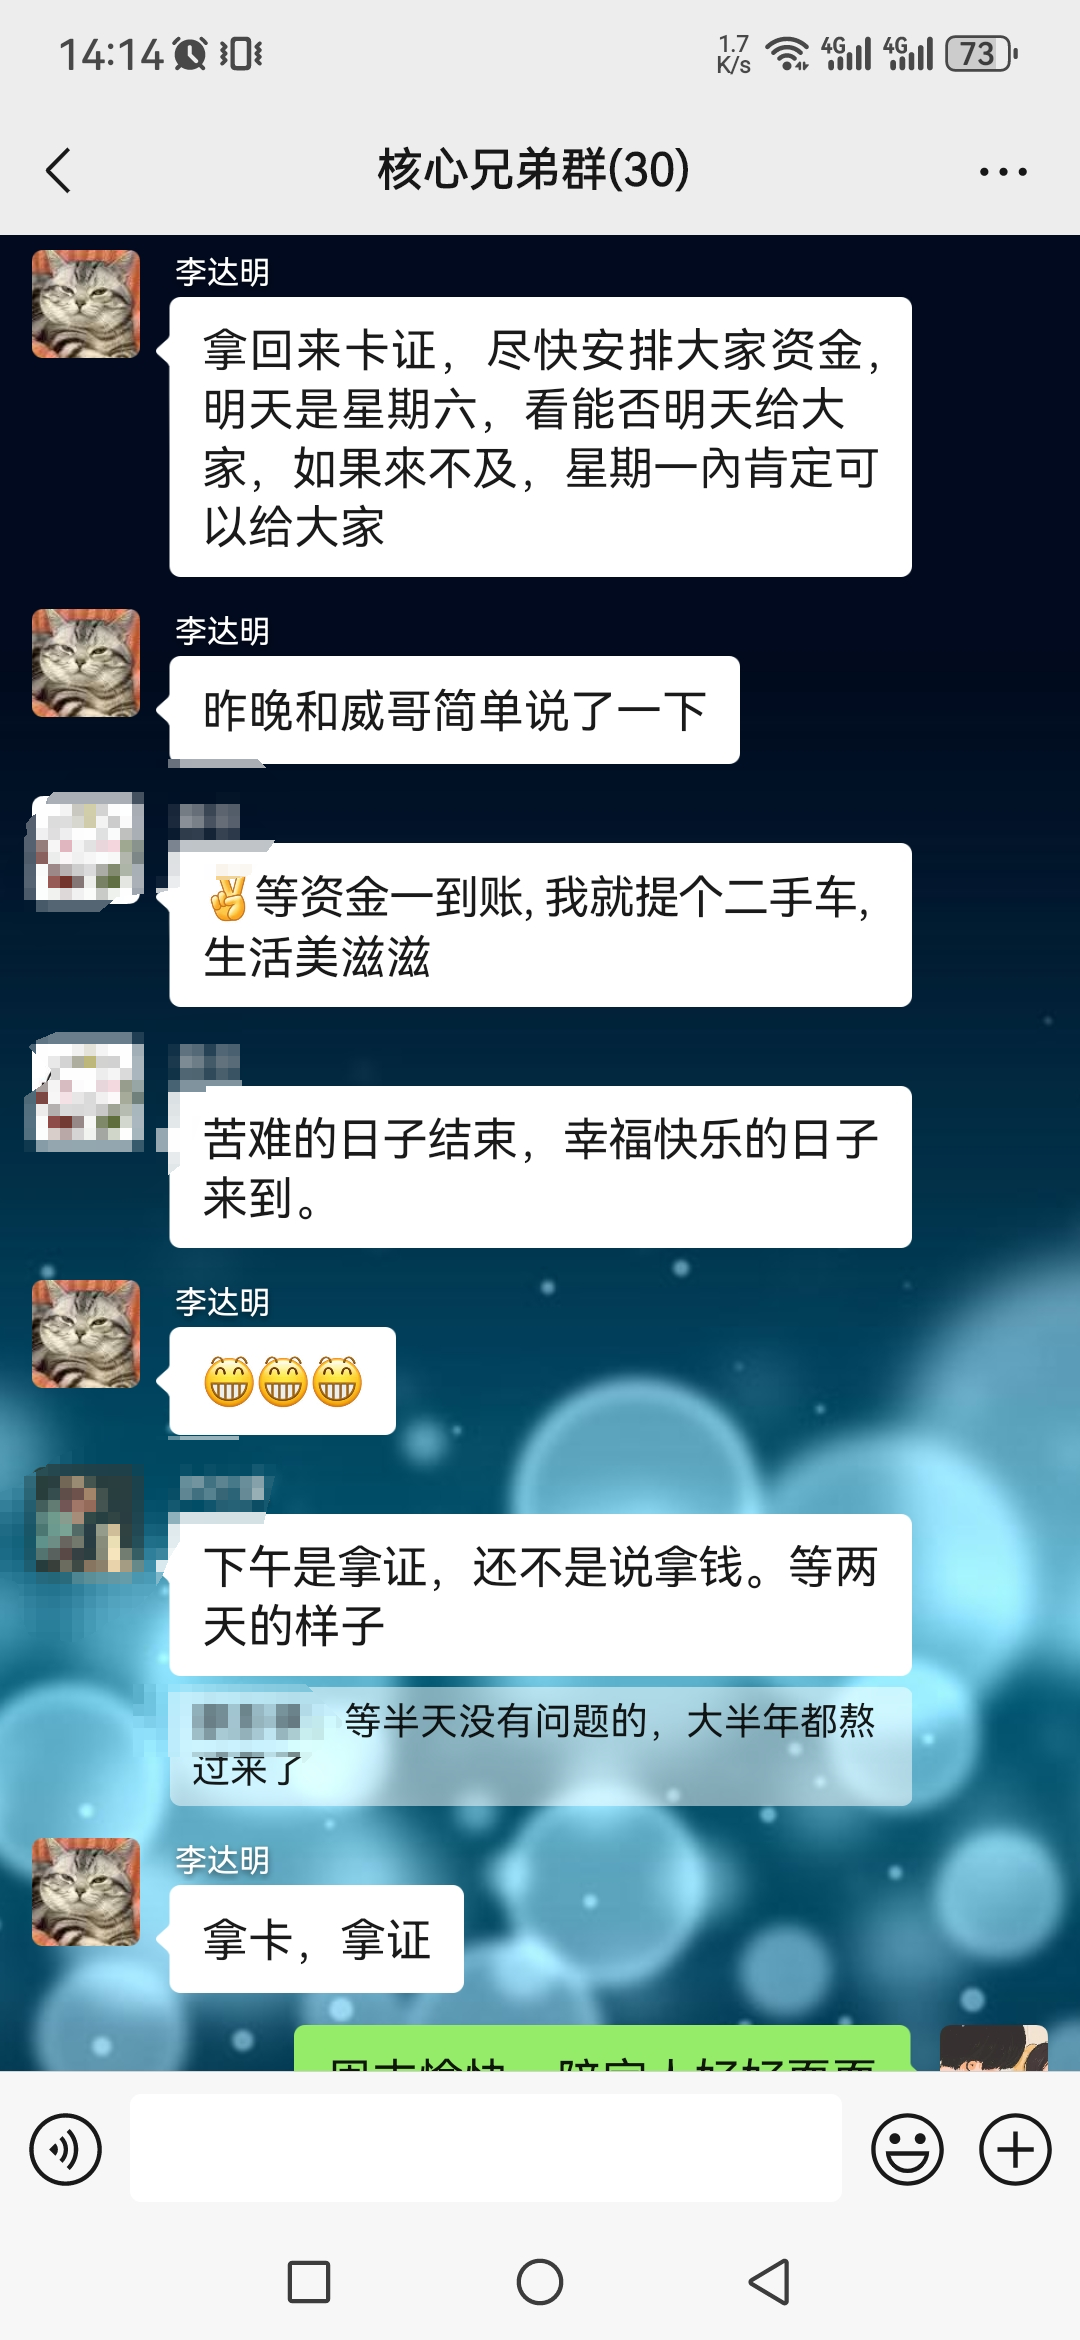 14:14
1.7
K/s
4G
4G
73
核心兄弟群(30)
李达明
拿回来卡证，尽快安排大家资金，
明天是星期六，看能否明天给大
家，如果來不及，星期一內肯定可
以给大家
李达明
昨晚和威哥简单说了一下
✌等资金一到账, 我就提个二手车,
生活美滋滋
苦难的日子结束，幸福快乐的日子
来到。
李达明
😁😁😁
下午是拿证，还不是说拿钱。等两
天的样子
等半天没有问题的，大半年都熬
过来了
李达明
拿卡，拿证